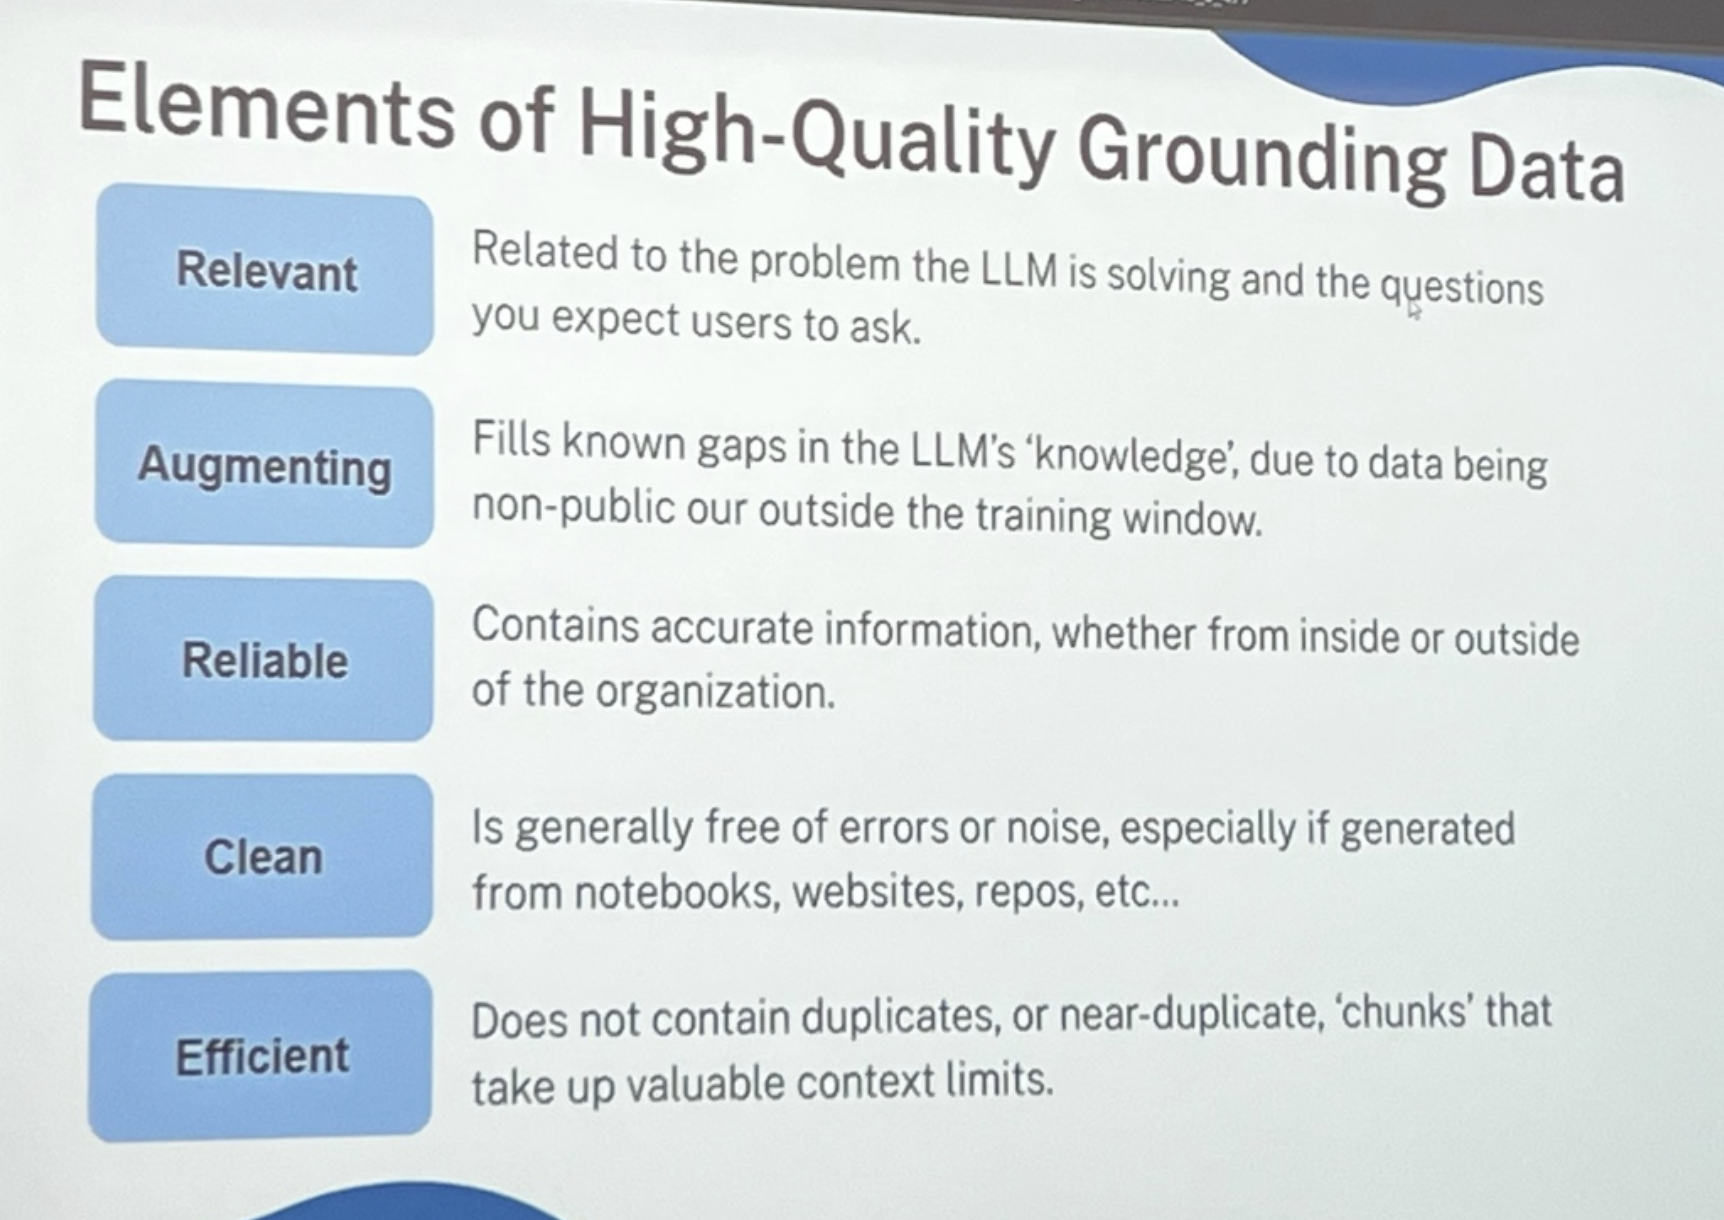 Elements of High-Quality Grounding Data
Relevant
Related to the problem the LLM is solving and the questions
you expect users to ask.
Augmenting
Fills known gaps in the LLM's 'knowledge', due to data being
non-public our outside the training window.
Reliable
Contains accurate information, whether from inside or outside
of the organization.
Clean
Is generally free of errors or noise, especially if generated
from notebooks, websites, repos, etc...
Efficient
Does not contain duplicates, or near-duplicate, 'chunks' that
take up valuable context limits.